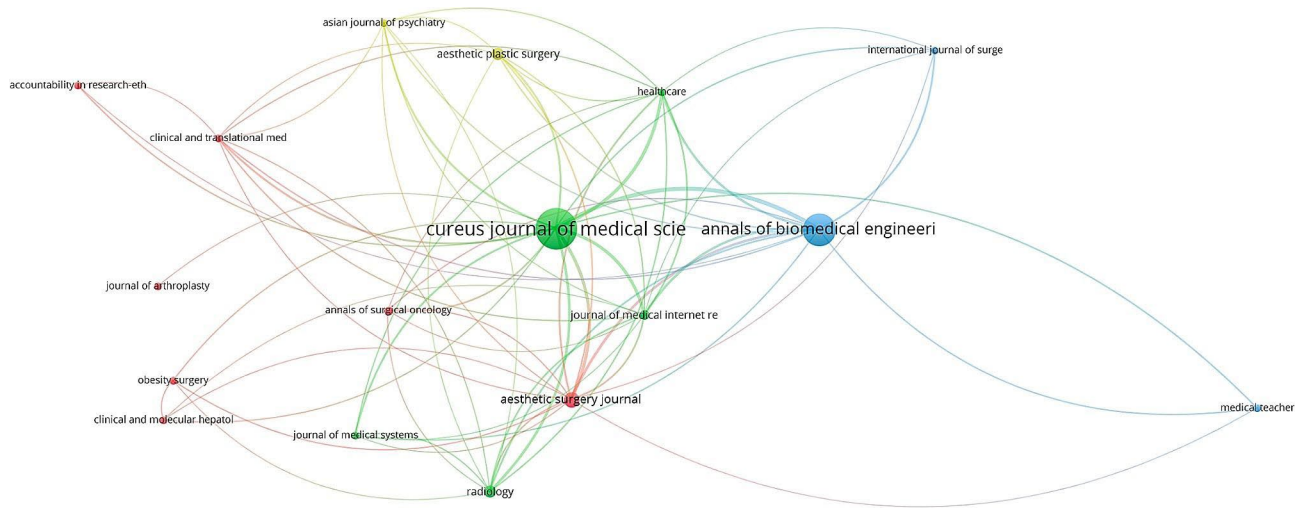 asian journal of psychiatry
aesthetic plastic surgery
international journal of surge
accountability in research-eth
healthcare
clinical and translational med
cureus journal of medical scie
annals of biomedical engineeri
journal of arthroplasty
annals of surgical oncology
journal of medical internet re
obesity surgery
aesthetic surgery journal
medical teacher
clinical and molecular hepatol
journal of medical systems
radiology